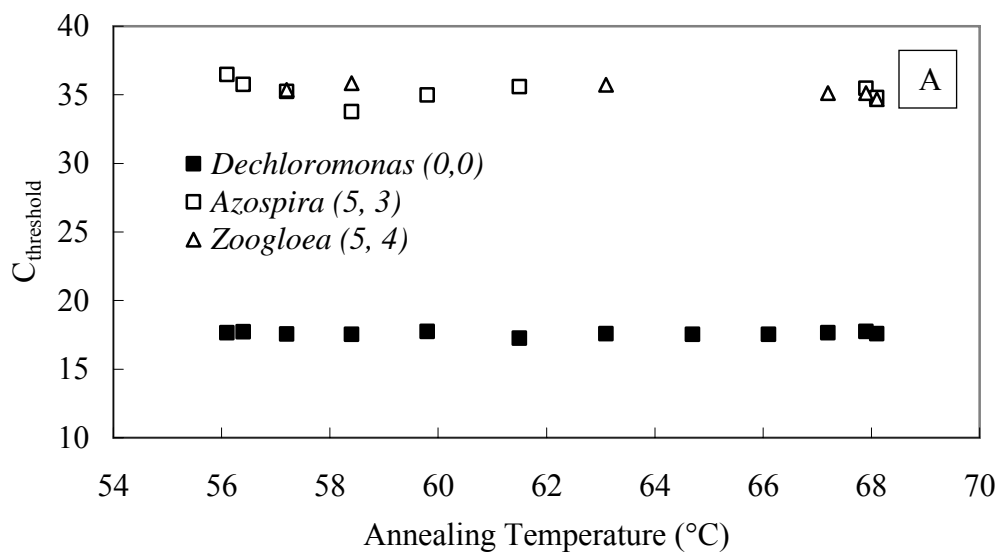 40
35
30
25
20
15
10
C threshold
A
Dechloromonas (0,0)
Azospira (5, 3)
Zoogloea (5, 4)
54 56 58 60 62 64 66 68 70
Annealing Temperature (°C)